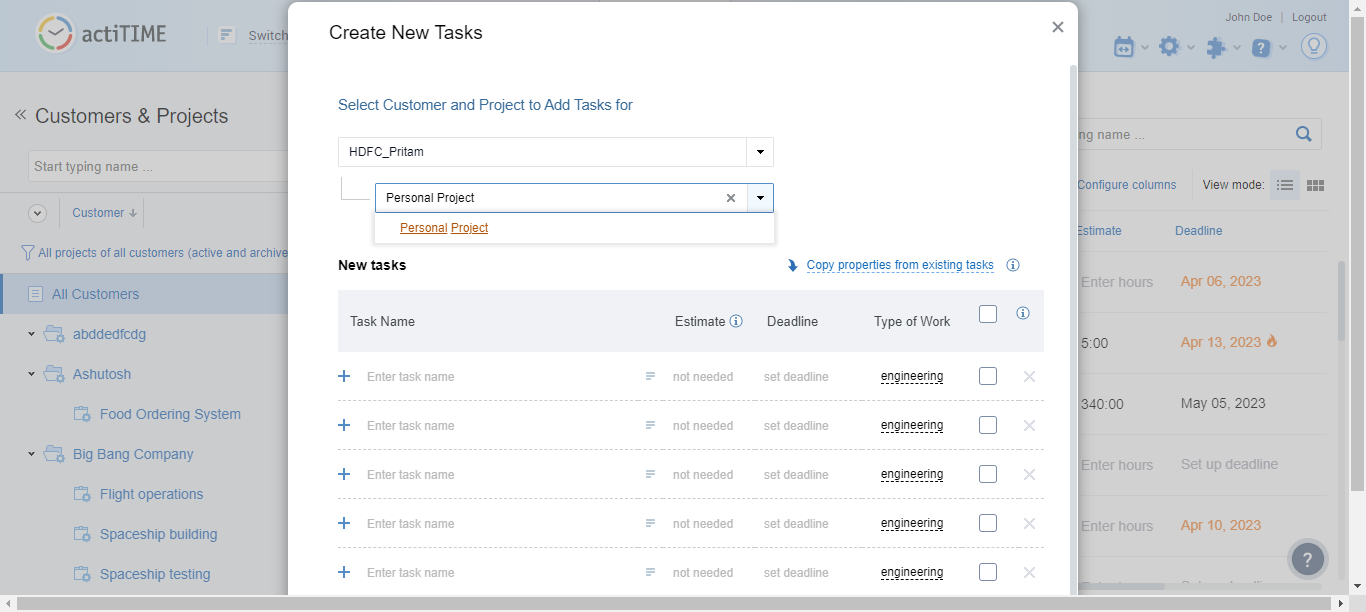 actiTIME
Switch
John Doe | Logout
Create New Tasks
Customers & Projects
Start typing name ...
Customer
All projects of all customers (active and archive
All Customers
abddedfcdg
Ashutosh
Food Ordering System
Big Bang Company
Flight operations
Spaceship building
Spaceship testing
Select Customer and Project to Add Tasks for
HDFC_Pritam
Personal Project
Personal Project
New tasks
Copy properties from existing tasks
Task Name Estimate Deadline Type of Work
Enter task name not needed set deadline engineering
Enter task name not needed set deadline engineering
Enter task name not needed set deadline engineering
Enter task name not needed set deadline engineering
Enter task name not needed set deadline engineering
ng name ...
Configure columns View mode:
Estimate Deadline
Enter hours Apr 06, 2023
5:00 Apr 13, 2023
340:00 May 05, 2023
Enter hours Set up deadline
Enter hours Apr 10, 2023
?